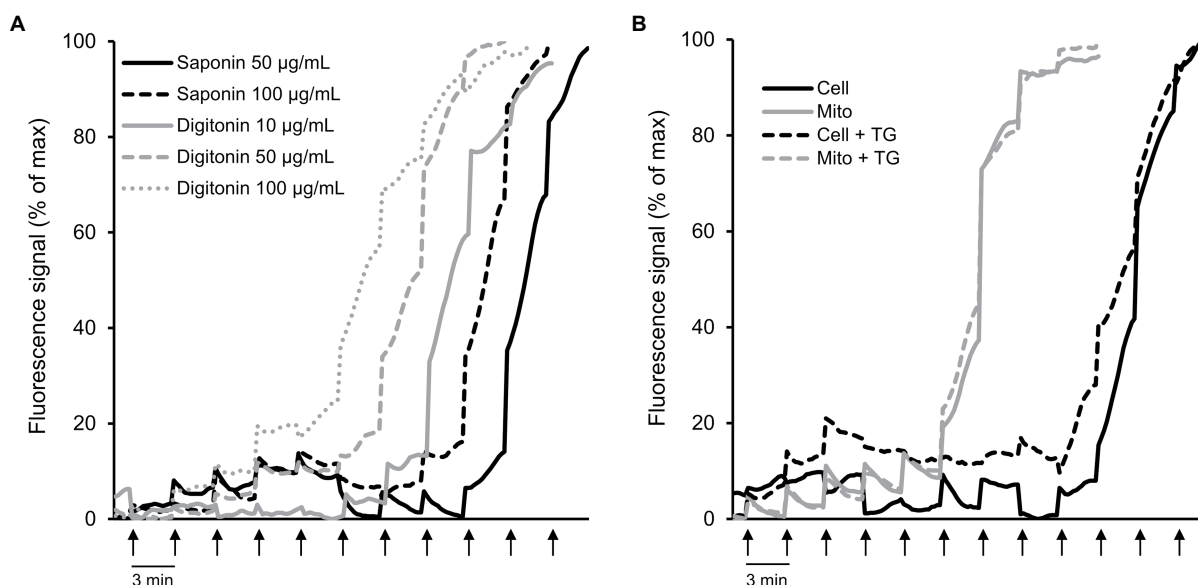 A
Fluorescence signal (% of max)
100
80
60
40
20
0
Saponin 50 µg/mL
Saponin 100 µg/mL
Digitonin 10 µg/mL
Digitonin 50 µg/mL
Digitonin 100 µg/mL
3 min
B
Fluorescence signal (% of max)
100
80
60
40
20
0
Cell
Mito
Cell + TG
Mito + TG
3 min